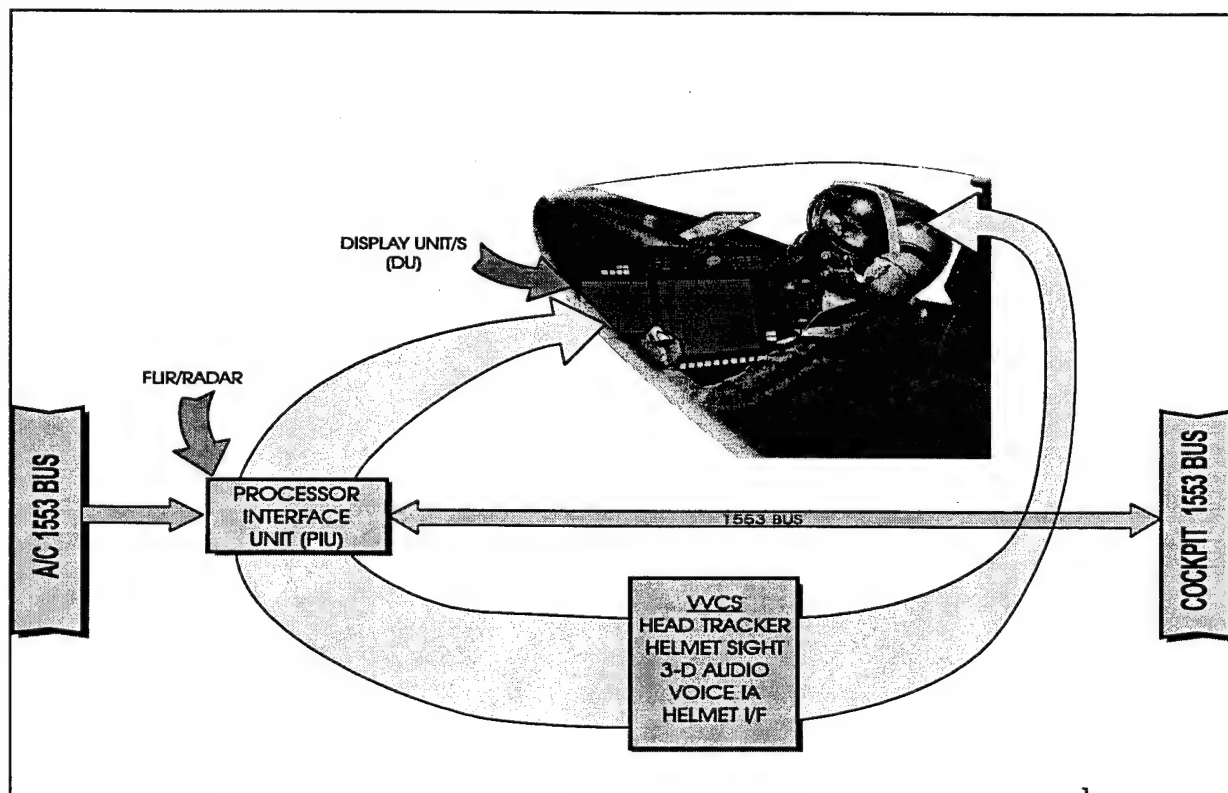 DISPLAY UNIT/S
(DU)
FLIR/RADAR
A/C 1553 BUS
PROCESSOR
INTERFACE
UNIT (PIU)
1553 BUS
COCKPIT 1553 BUS
VVCS
HEAD TRACKER
HELMET SIGHT
3-D AUDIO
VOICE IA
HELMET I/F